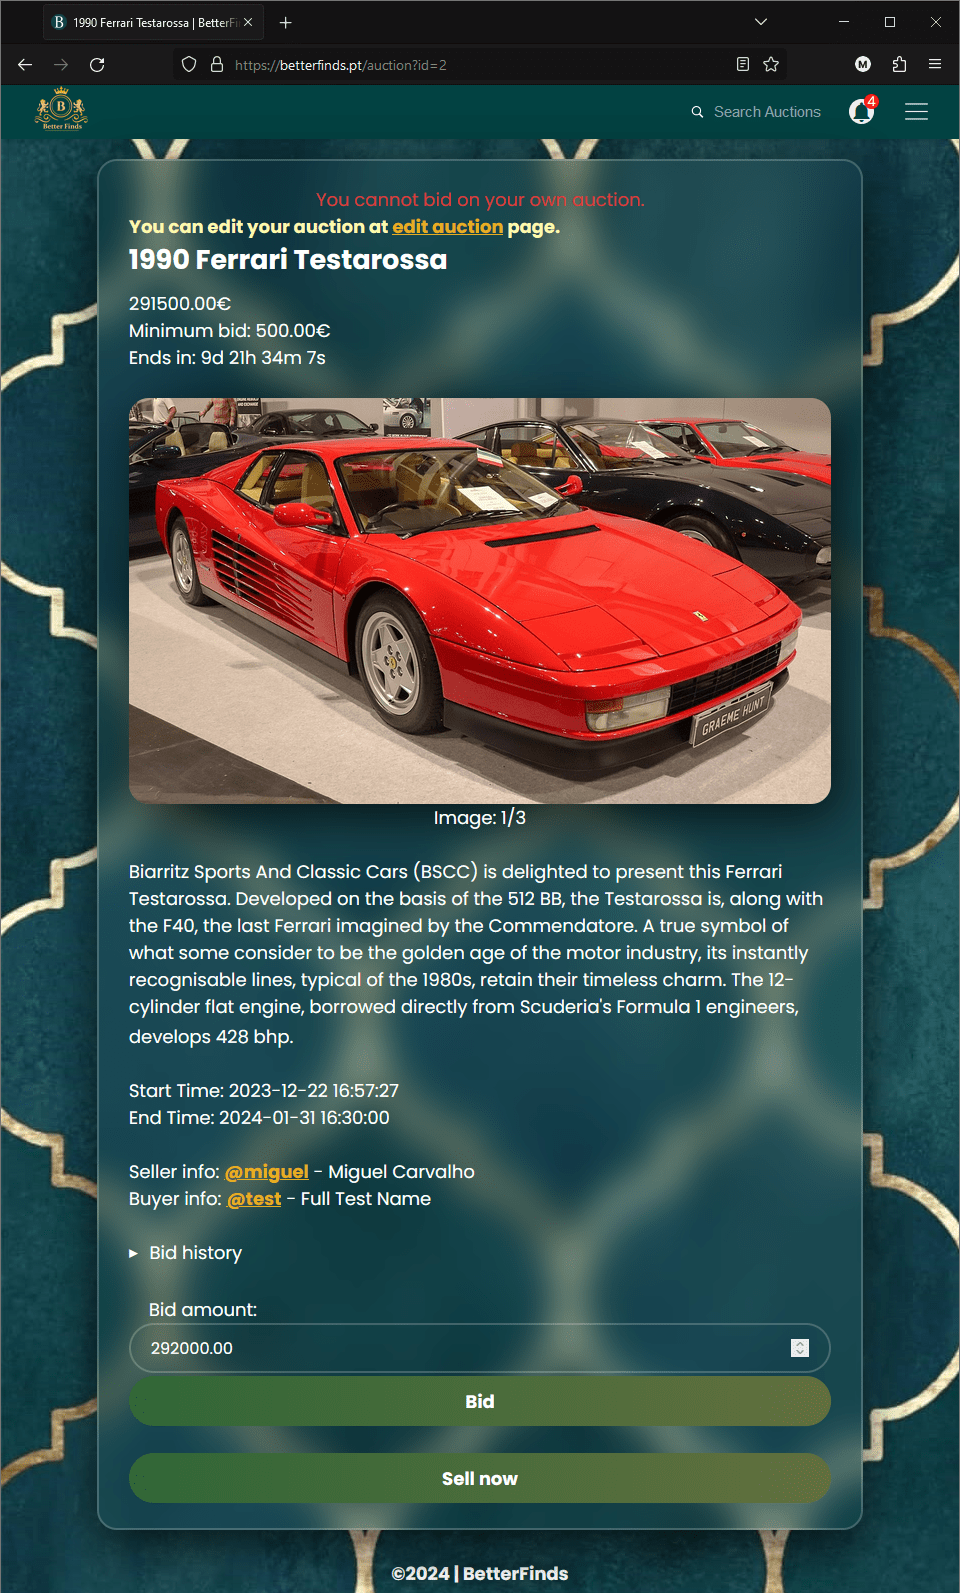 1990 Ferrari Testarossa | BetterFi
https://betterfinds.pt/auction?id=2
M
B
Better Finds
Search Auctions
4
You cannot bid on your own auction.
You can edit your auction at edit auction page.
1990 Ferrari Testarossa
291500.00€
Minimum bid: 500.00€
Ends in: 9d 21h 34m 7s
GRAEME HUNT
Image: 1/3
Biarritz Sports And Classic Cars (BSCC) is delighted to present this Ferrari
Testarossa. Developed on the basis of the 512 BB, the Testarossa is, along with
the F40, the last Ferrari imagined by the Commendatore. A true symbol of
what some consider to be the golden age of the motor industry, its instantly
recognisable lines, typical of the 1980s, retain their timeless charm. The 12-
cylinder flat engine, borrowed directly from Scuderia's Formula 1 engineers,
develops 428 bhp.
Start Time: 2023-12-22 16:57:27
End Time: 2024-01-31 16:30:00
Seller info: @miguel - Miguel Carvalho
Buyer info: @test - Full Test Name
▸ Bid history
Bid amount:
292000.00
Bid
Sell now
©2024 | BetterFinds